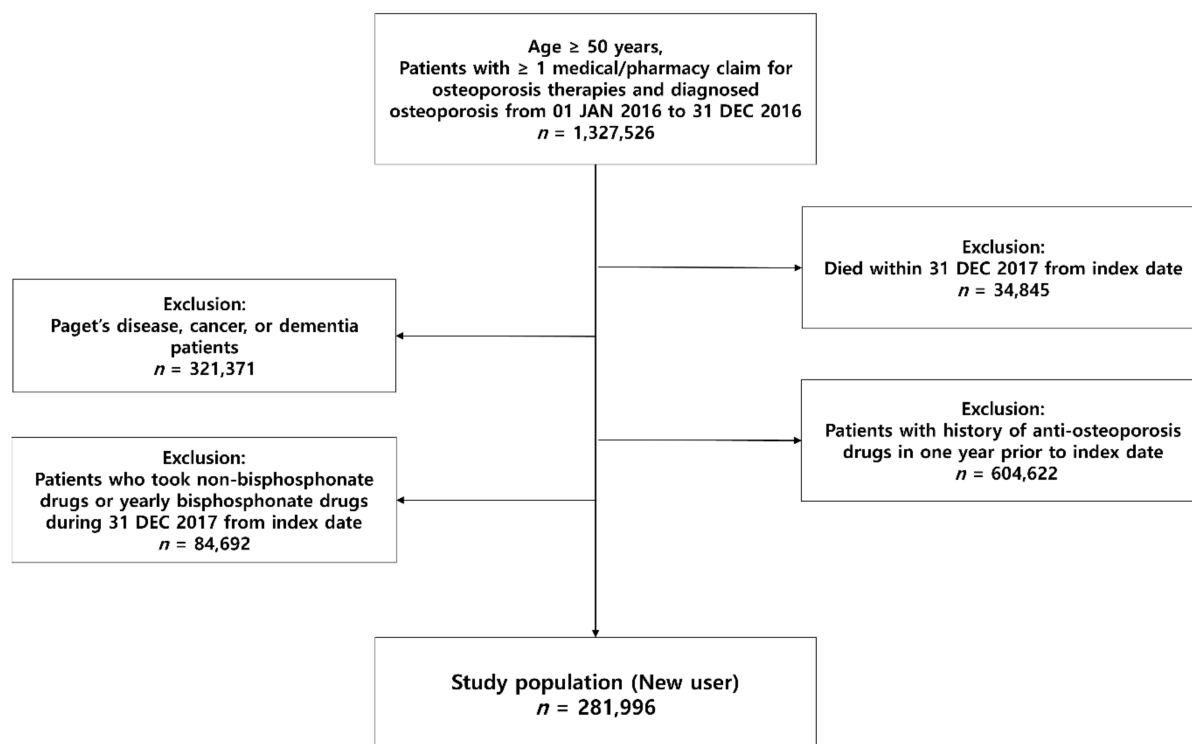 Age ≥ 50 years,
Patients with ≥ 1 medical/pharmacy claim for
osteoporosis therapies and diagnosed
osteoporosis from 01 JAN 2016 to 31 DEC 2016
n = 1,327,526
Exclusion:
Died within 31 DEC 2017 from index date
n = 34,845
Exclusion:
Paget's disease, cancer, or dementia
patients
n = 321,371
Exclusion:
Patients with history of anti-osteoporosis
drugs in one year prior to index date
n = 604,622
Exclusion:
Patients who took non-bisphosphonate
drugs or yearly bisphosphonate drugs
during 31 DEC 2017 from index date
n = 84,692
Study population (New user)
n = 281,996